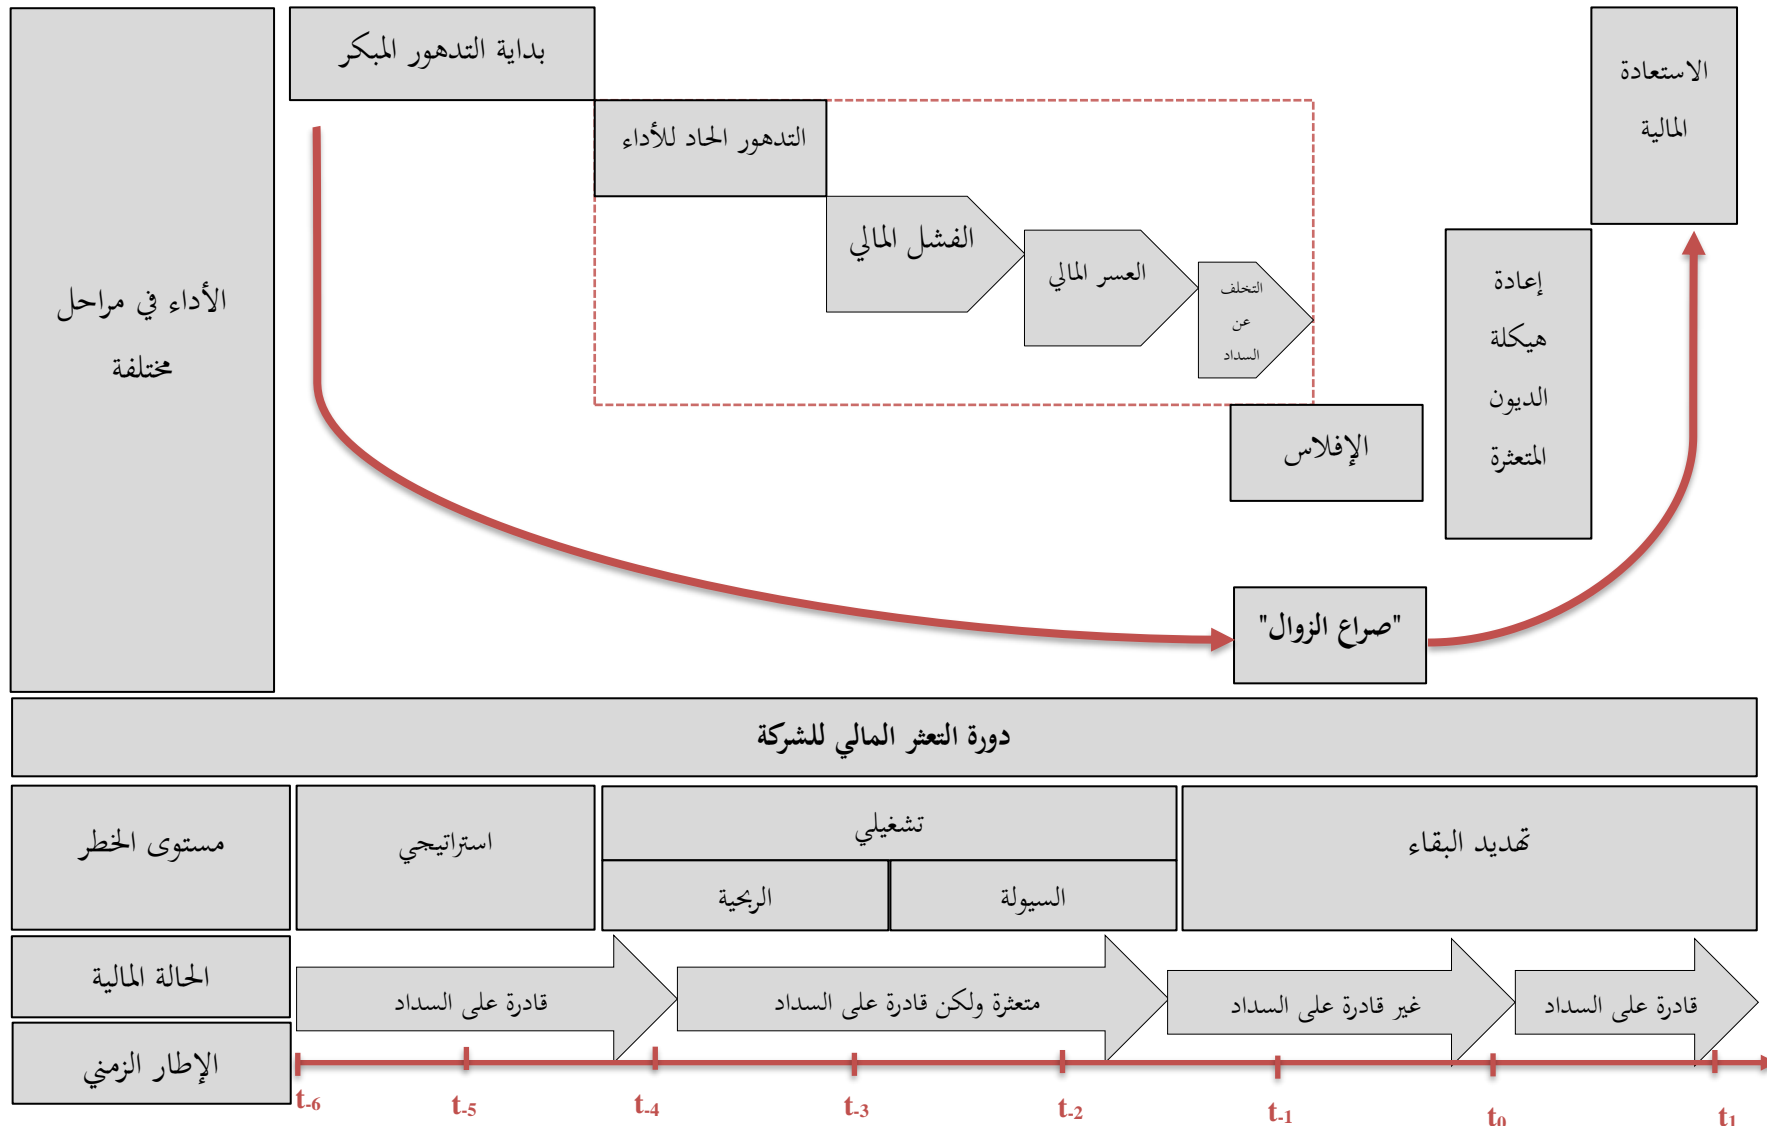 بداية التدهور المبكر
الاستعادة
المالية
التدهور الحاد للأداء
الفشل المالي
العسر المالي
التخلف
عن
السداد
الأداء في مراحل
مختلفة
إعادة
هيكلة
الديون
المتعثرة
الإفلاس
"صراع الزوال"
دورة التعثر المالي للشركة
مستوى الخطر
استراتيجي
تشغيلي
الربحية
السيولة
تهديد البقاء
الحالة المالية
قادرة على السداد
متعثرة ولكن قادرة على السداد
غير قادرة على السداد
قادرة على السداد
الإطار الزمني
t-6
t-5
t-4
t-3
t-2
t-1
t0
t1